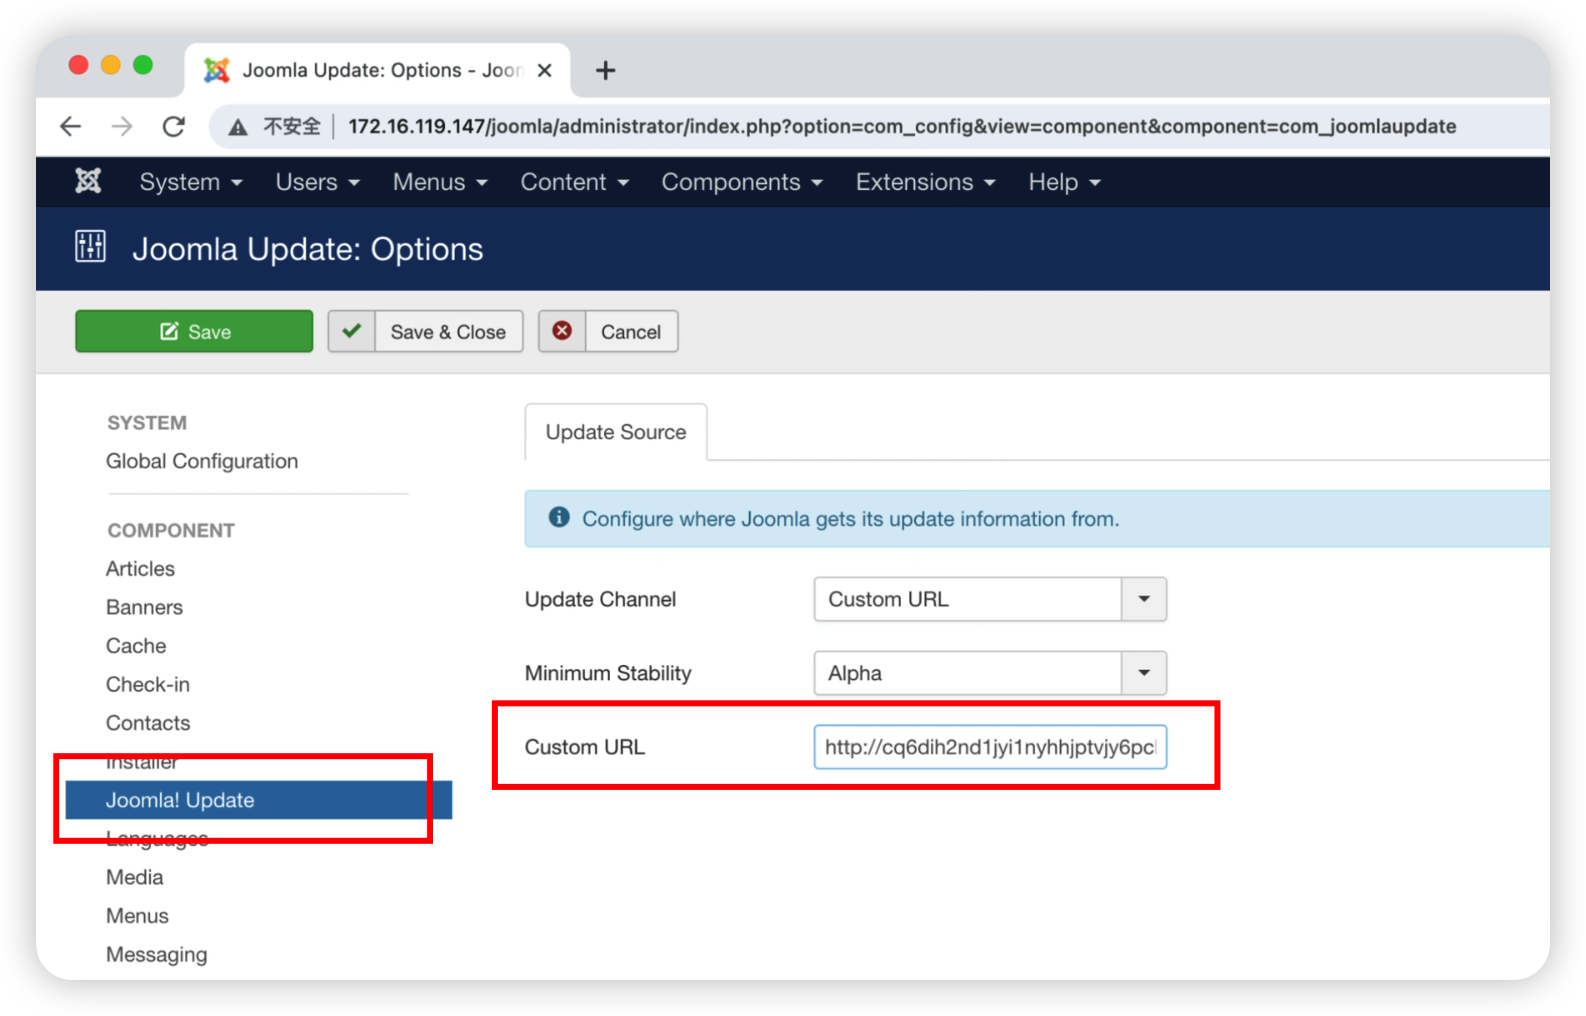 Joomla Update: Options - Joon
不安全
172.16.119.147/joomla/administrator/index.php?option=com_config&view=component&component=com_joomlaupdate
System Users Menus Content Components Extensions Help
Joomla Update: Options
Save Save & Close Cancel
SYSTEM
Global Configuration
COMPONENT
Articles
Banners
Cache
Check-in
Contacts
Installer
Joomla! Update
Languages
Media
Menus
Messaging
Update Source
Configure where Joomla gets its update information from.
Update Channel Custom URL
Minimum Stability Alpha
Custom URL http://cq6dih2nd1jyi1nyhhjptvjy6pc